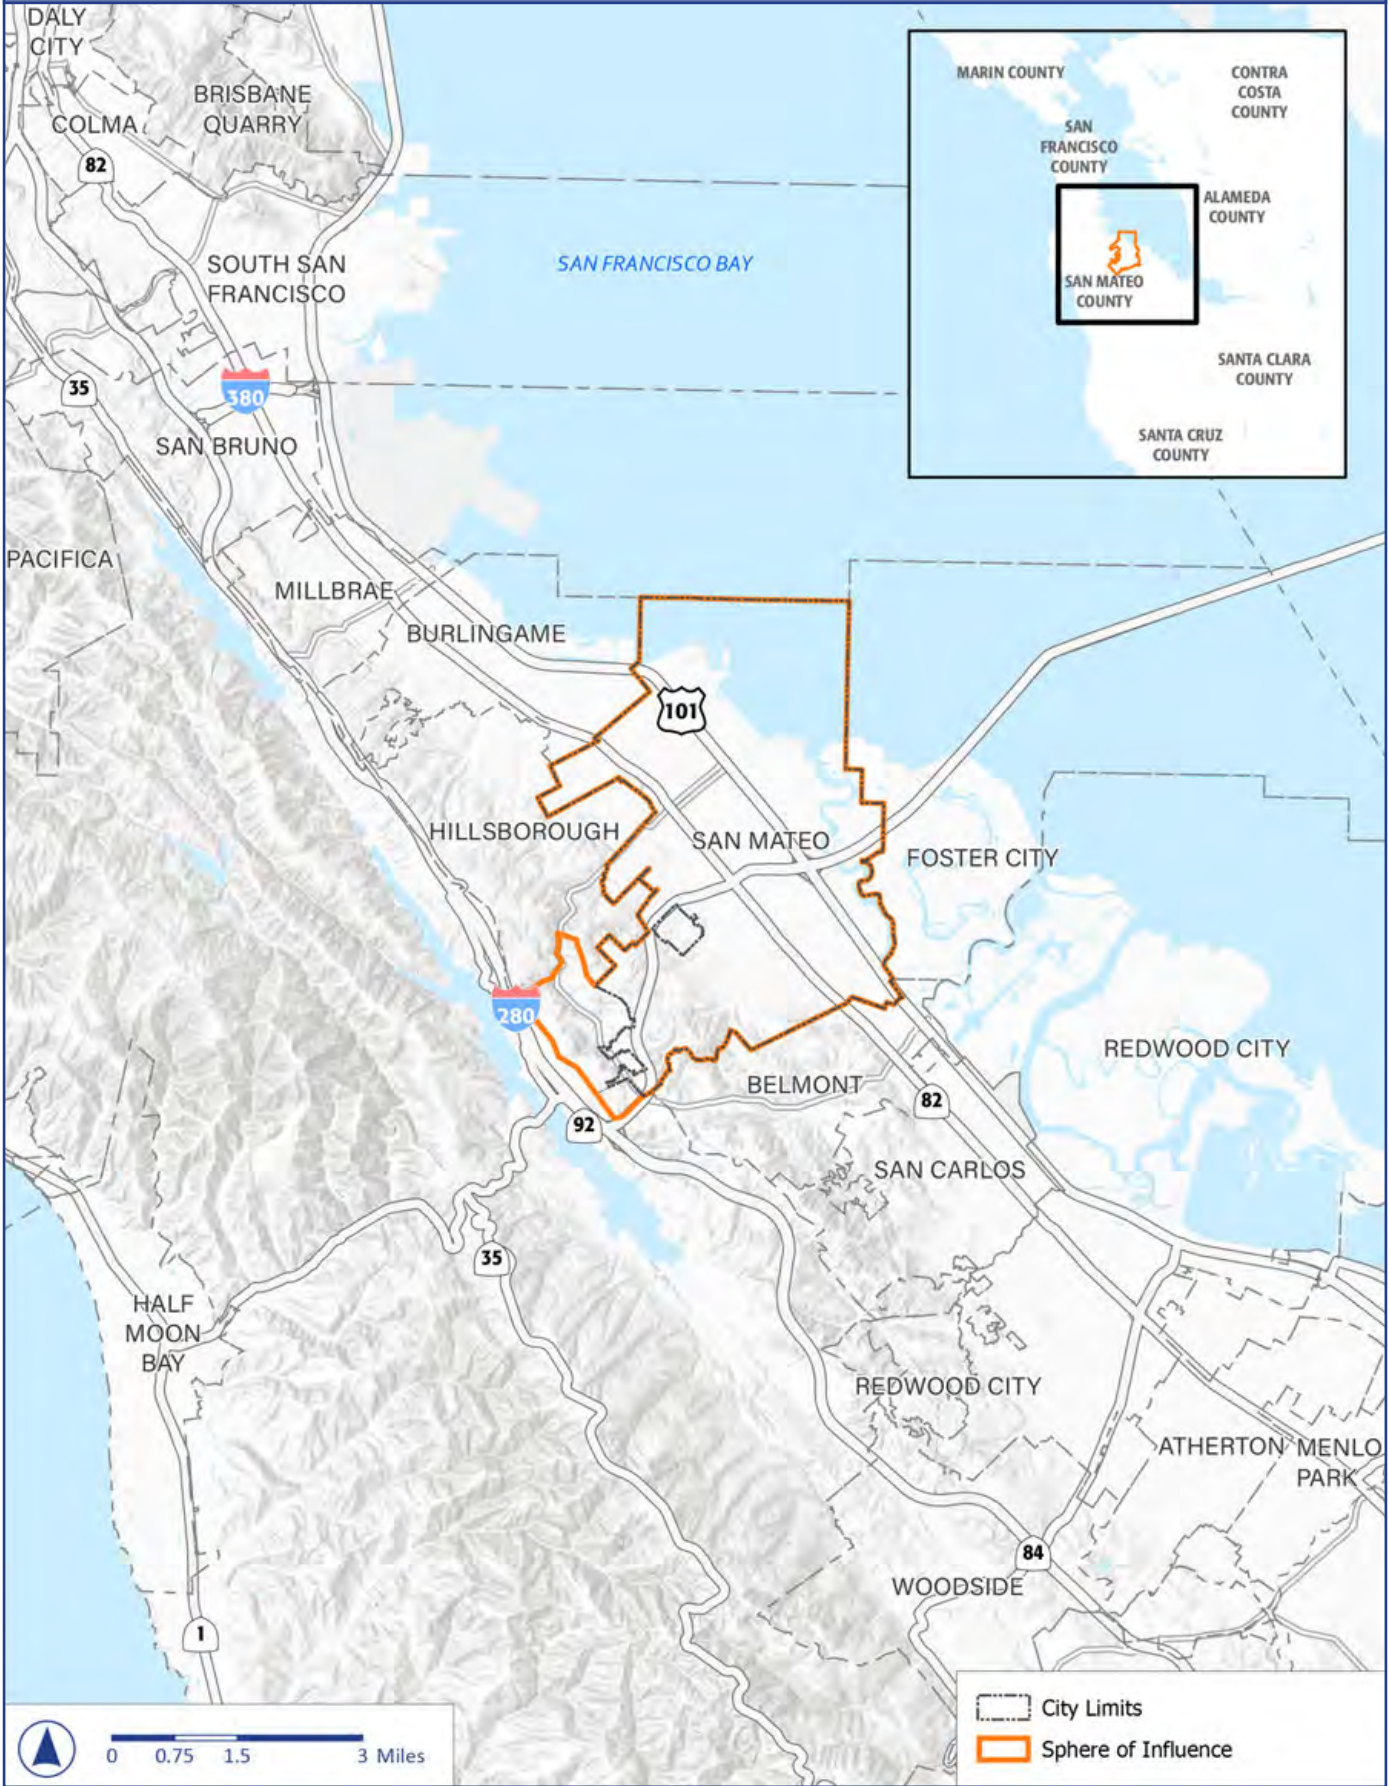 DALY
CITY
BRISBANE
QUARRY
COLMA
82
SOUTH SAN
FRANCISCO
SAN FRANCISCO BAY
MARIN COUNTY
CONTRA
COSTA
COUNTY
SAN
FRANCISCO
COUNTY
ALAMEDA
COUNTY
SAN MATEO
COUNTY
SANTA CLARA
COUNTY
SANTA CRUZ
COUNTY
35
380
SAN BRUNO
PACIFICA
MILLBRAE
BURLINGAME
101
HILLSBOROUGH
SAN MATEO
FOSTER CITY
280
REDWOOD CITY
BELMONT
82
92
SAN CARLOS
35
HALF
MOON
BAY
REDWOOD CITY
ATHERTON
MENLO
PARK
84
WOODSIDE
1
0 0.75 1.5 3 Miles
City Limits
Sphere of Influence